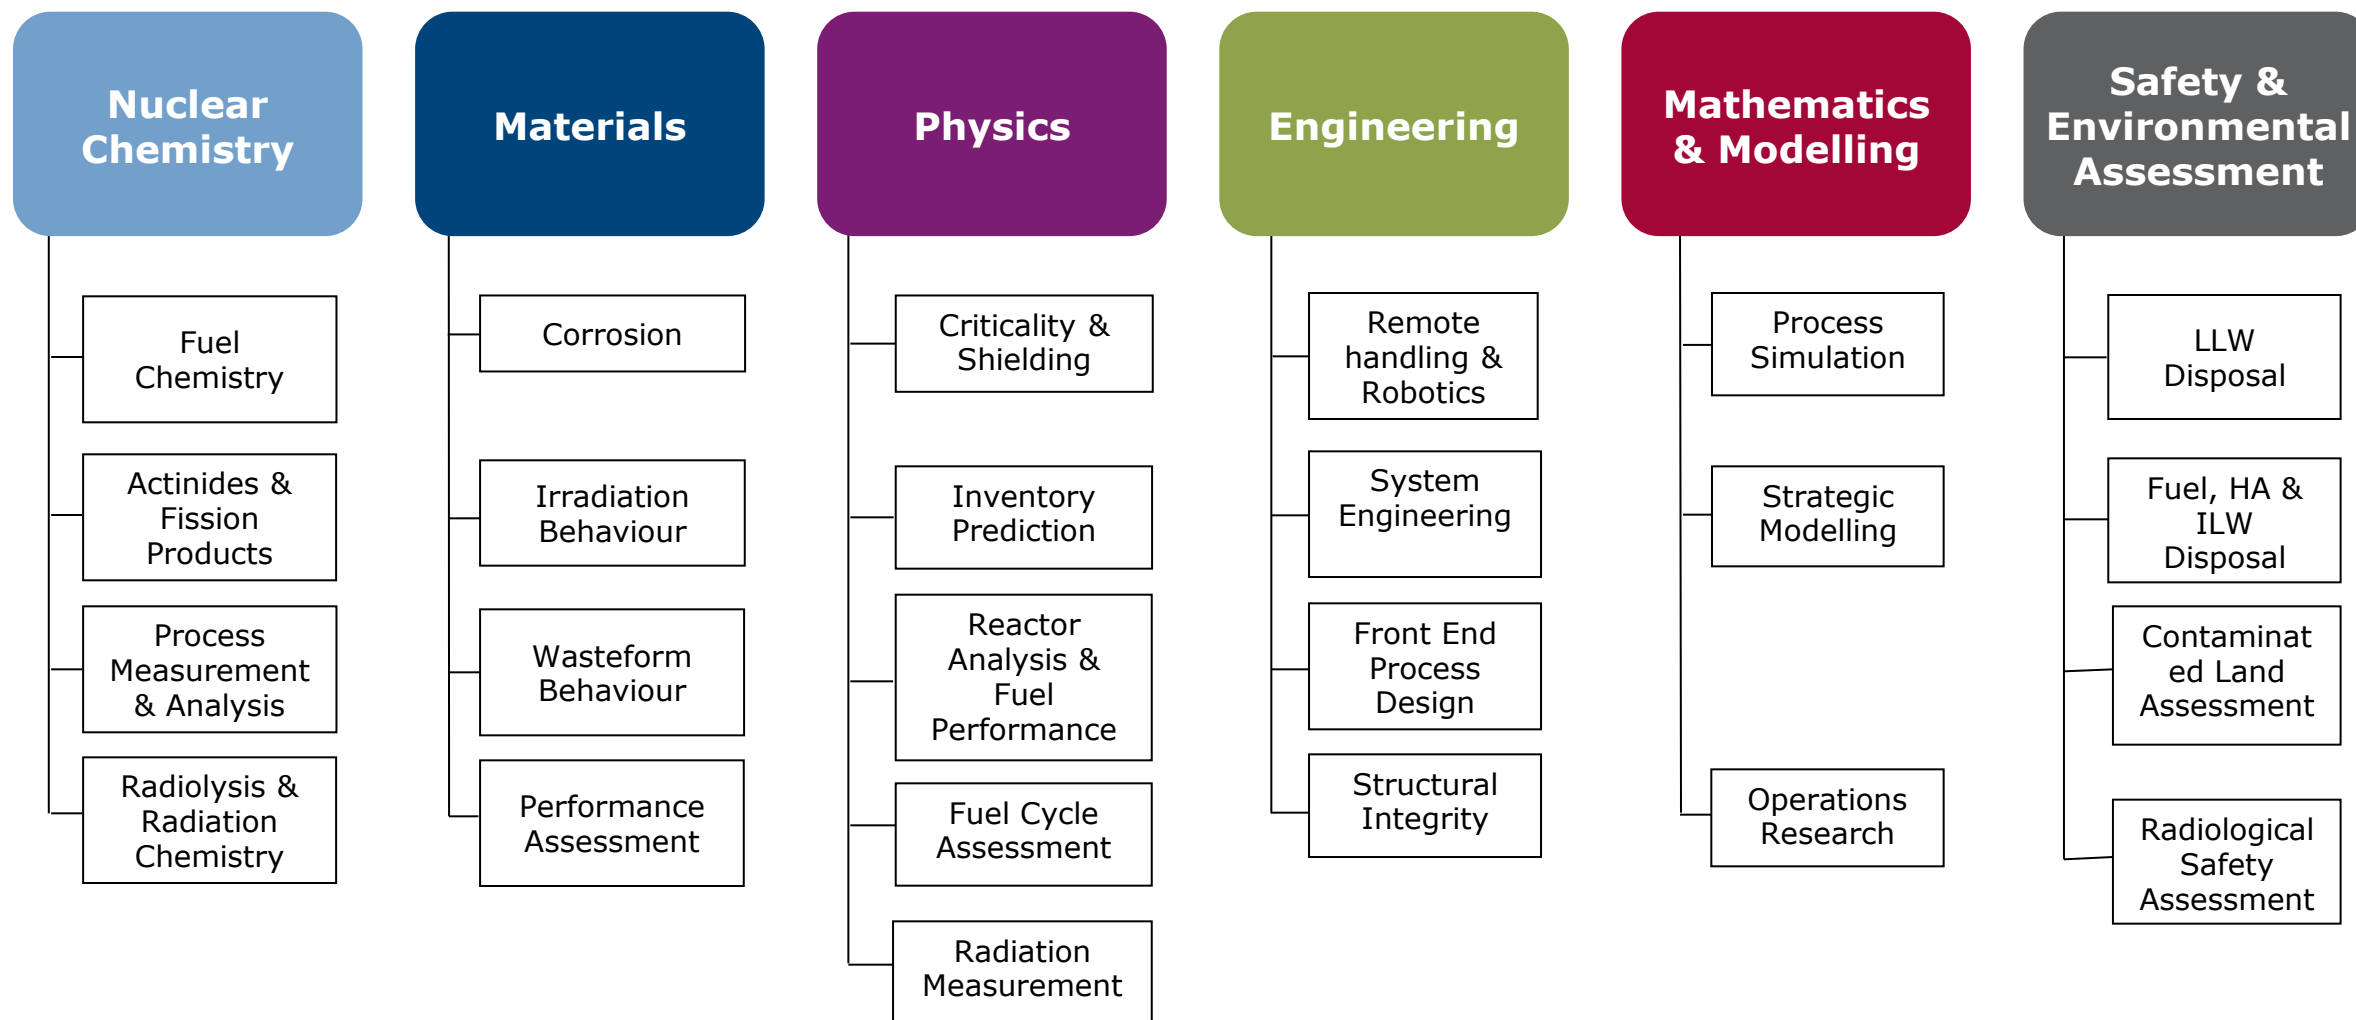 Nuclear
Chemistry
Fuel
Chemistry
Actinides &
Fission
Products
Process
Measurement
& Analysis
Radiolysis &
Radiation
Chemistry
Materials
Corrosion
Irradiation
Behaviour
Wasteform
Behaviour
Performance
Assessment
Physics
Criticality &
Shielding
Inventory
Prediction
Reactor
Analysis &
Fuel
Performance
Fuel Cycle
Assessment
Radiation
Measurement
Engineering
Remote
handling &
Robotics
System
Engineering
Front End
Process
Design
Structural
Integrity
Mathematics
& Modelling
Process
Simulation
Strategic
Modelling
Operations
Research
Safety &
Environmental
Assessment
LLW
Disposal
Fuel, HA &
ILW
Disposal
Contaminat
ed Land
Assessment
Radiological
Safety
Assessment